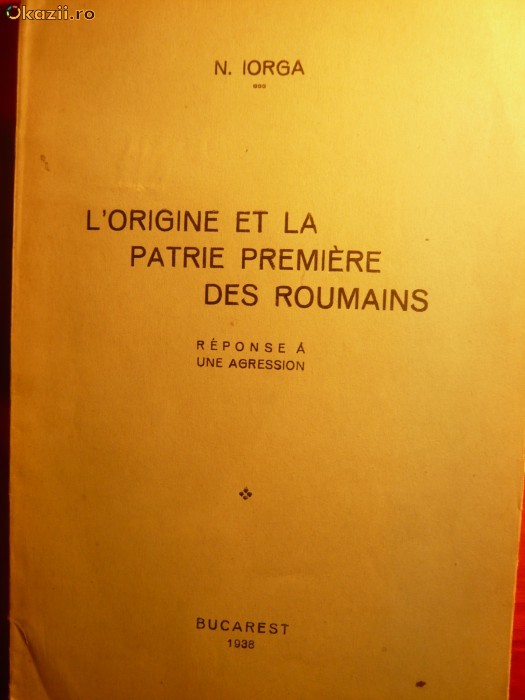 Okazii.ro
N. IORGA
L'ORIGINE ET LA
PATRIE PREMIÈRE
DES ROUMAINS
RÉPONSE Á
UNE AGRESSION
BUCAREST
1938